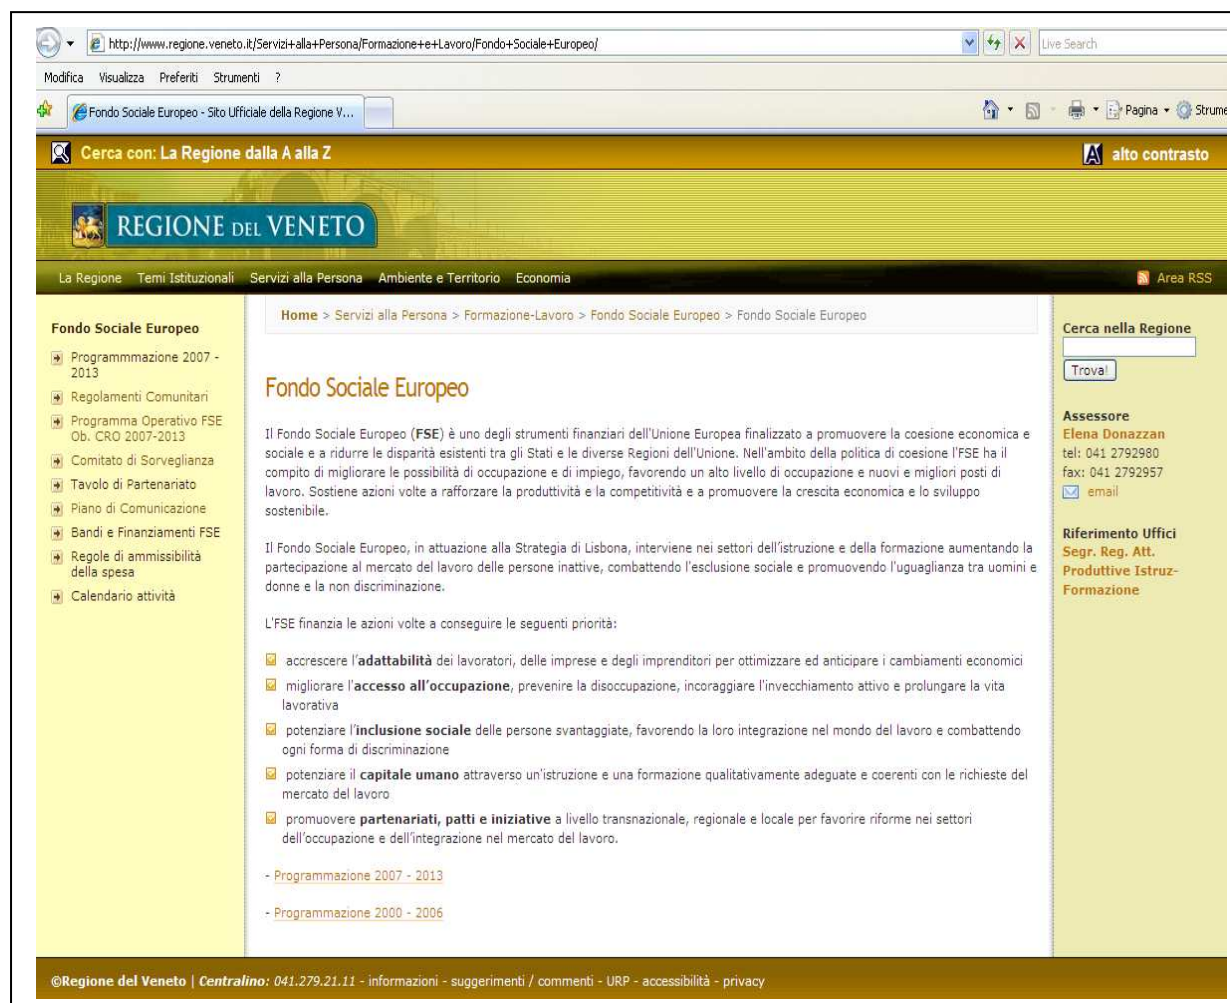 http://www.regione.veneto.it/Servizi+alla+Persona/Formazione+e+Lavoro/Fondo+Sociale+Europeo/
Live Search
Modifica Visualizza Preferiti Strumenti ?
Fondo Sociale Europeo - Sito Ufficiale della Regione V...
Pagina
Strume
Cerca con: La Regione dalla A alla Z
alto contrasto
REGIONE DEL VENETO
La Regione Temi Istituzionali Servizi alla Persona Ambiente e Territorio Economia
Area RSS
Fondo Sociale Europeo
Programmmazione 2007 -
2013
Regolamenti Comunitari
Programma Operativo FSE
Ob. CRO 2007-2013
Comitato di Sorveglianza
Tavolo di Partenariato
Piano di Comunicazione
Bandi e Finanziamenti FSE
Regole di ammissibilità
della spesa
Calendario attività
Home > Servizi alla Persona > Formazione-Lavoro > Fondo Sociale Europeo > Fondo Sociale Europeo
Fondo Sociale Europeo
Il Fondo Sociale Europeo (FSE) è uno degli strumenti finanziari dell'Unione Europea finalizzato a promuovere la coesione economica e
sociale e a ridurre le disparità esistenti tra gli Stati e le diverse Regioni dell'Unione. Nell'ambito della politica di coesione l'FSE ha il
compito di migliorare le possibilità di occupazione e di impiego, favorendo un alto livello di occupazione e nuovi e migliori posti di
lavoro. Sostiene azioni volte a rafforzare la produttività e la competitività e a promuovere la crescita economica e lo sviluppo
sostenibile.
Il Fondo Sociale Europeo, in attuazione alla Strategia di Lisbona, interviene nei settori dell'istruzione e della formazione aumentando la
partecipazione al mercato del lavoro delle persone inattive, combattendo l'esclusione sociale e promuovendo l'uguaglianza tra uomini e
donne e la non discriminazione.
L'FSE finanzia le azioni volte a conseguire le seguenti priorità:
accrescere l'adattabilità dei lavoratori, delle imprese e degli imprenditori per ottimizzare ed anticipare i cambiamenti economici
migliorare l'accesso all'occupazione, prevenire la disoccupazione, incoraggiare l'invecchiamento attivo e prolungare la vita
lavorativa
potenziare l'inclusione sociale delle persone svantaggiate, favorendo la loro integrazione nel mondo del lavoro e combattendo
ogni forma di discriminazione
potenziare il capitale umano attraverso un'istruzione e una formazione qualitativamente adeguate e coerenti con le richieste del
mercato del lavoro
promuovere partenariati, patti e iniziative a livello transnazionale, regionale e locale per favorire riforme nei settori
dell'occupazione e dell'integrazione nel mercato del lavoro.
- Programmazione 2007 - 2013
- Programmazione 2000 - 2006
Cerca nella Regione
Trova!
Assessore
Elena Donazzan
tel: 041 2792980
fax: 041 2792957
email
Riferimento Uffici
Segr. Reg. Att.
Produttive Istruz-
Formazione
©Regione del Veneto | Centralino: 041.279.21.11 - informazioni - suggerimenti / commenti - URP - accessibilità - privacy